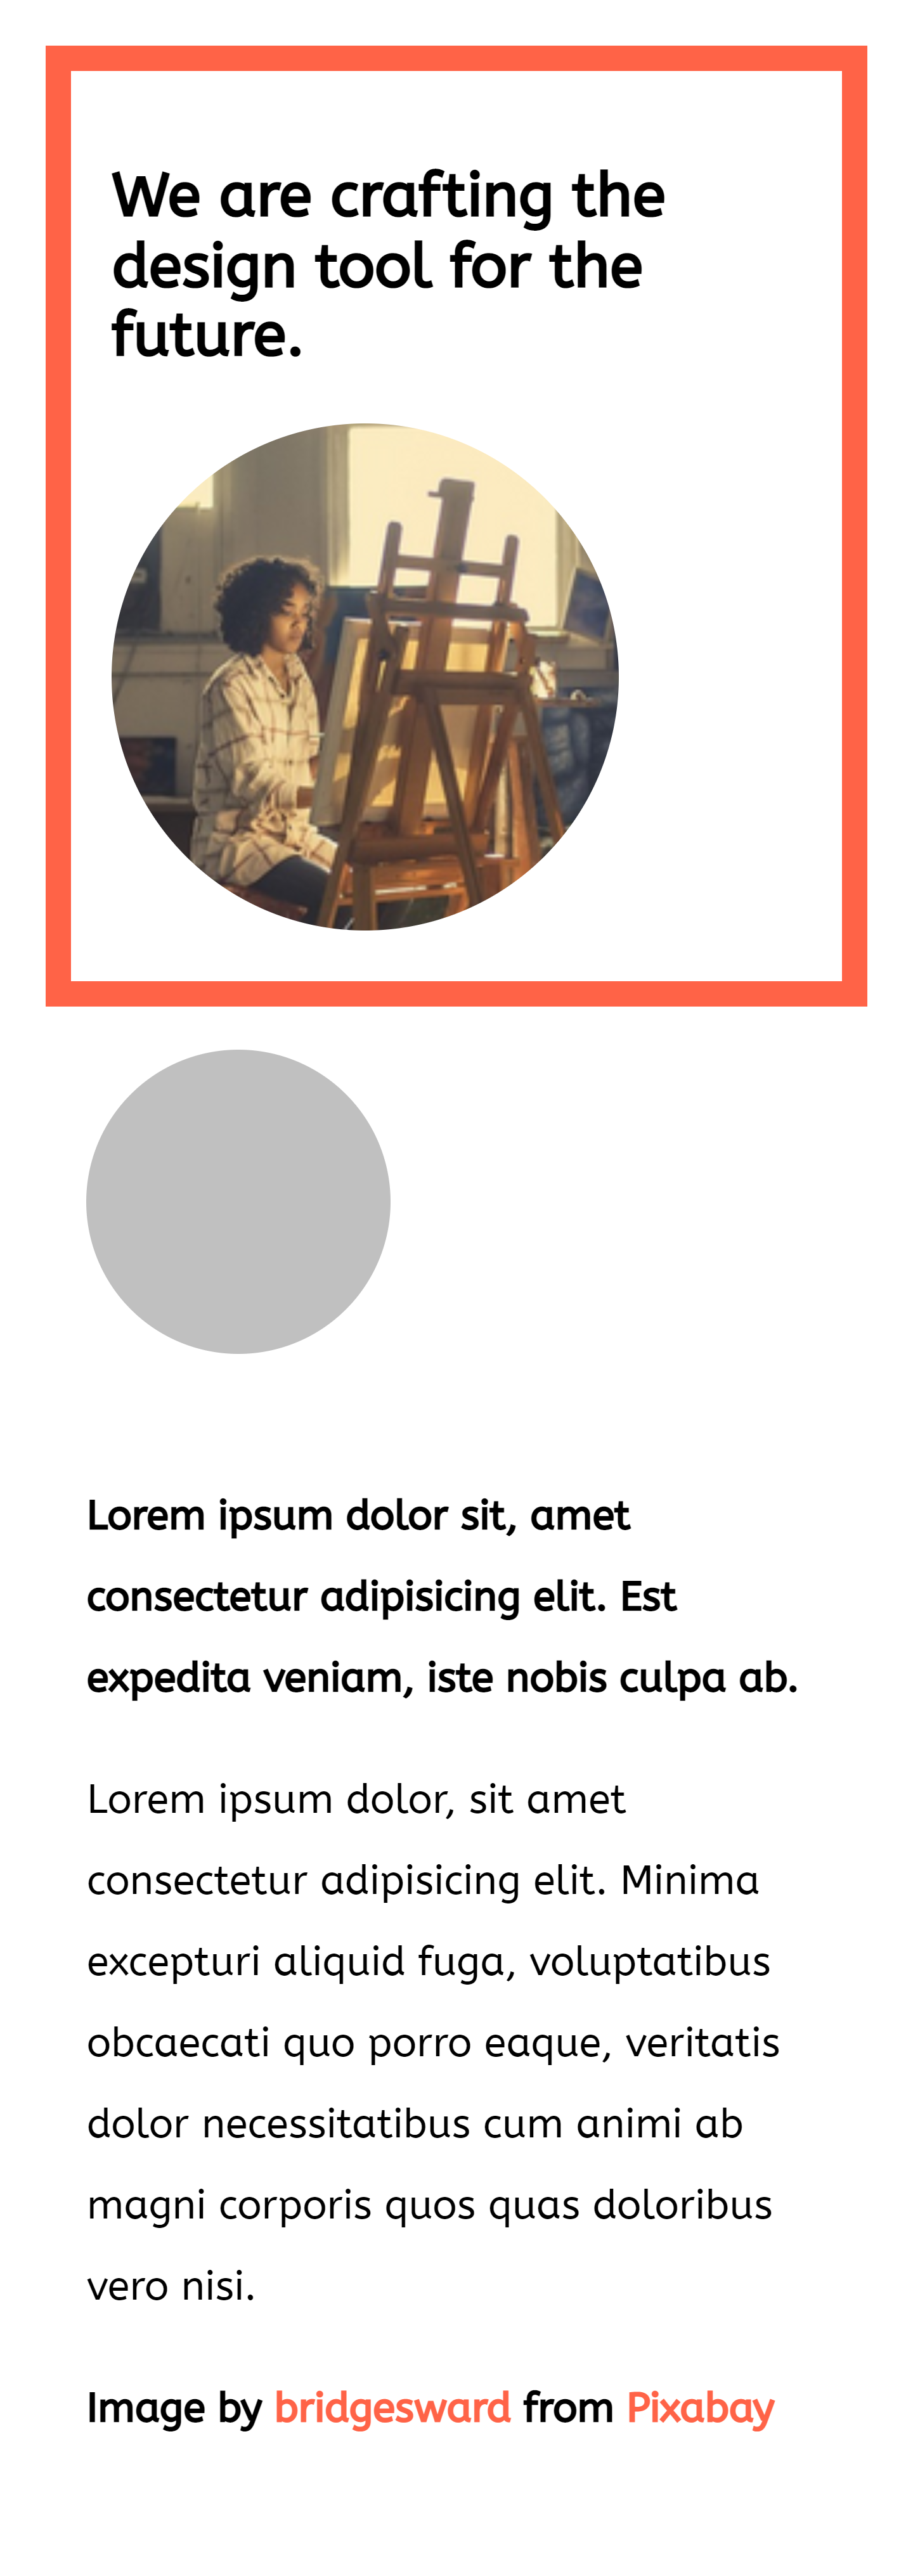 We are crafting the
design tool for the
future.
Lorem ipsum dolor sit, amet
consectetur adipisicing elit. Est
expedita veniam, iste nobis culpa ab.
Lorem ipsum dolor, sit amet
consectetur adipisicing elit. Minima
excepturi aliquid fuga, voluptatibus
obcaecati quo porro eaque, veritatis
dolor necessitatibus cum animi ab
magni corporis quos quas doloribus
vero nisi.
Image by bridgesward from Pixabay